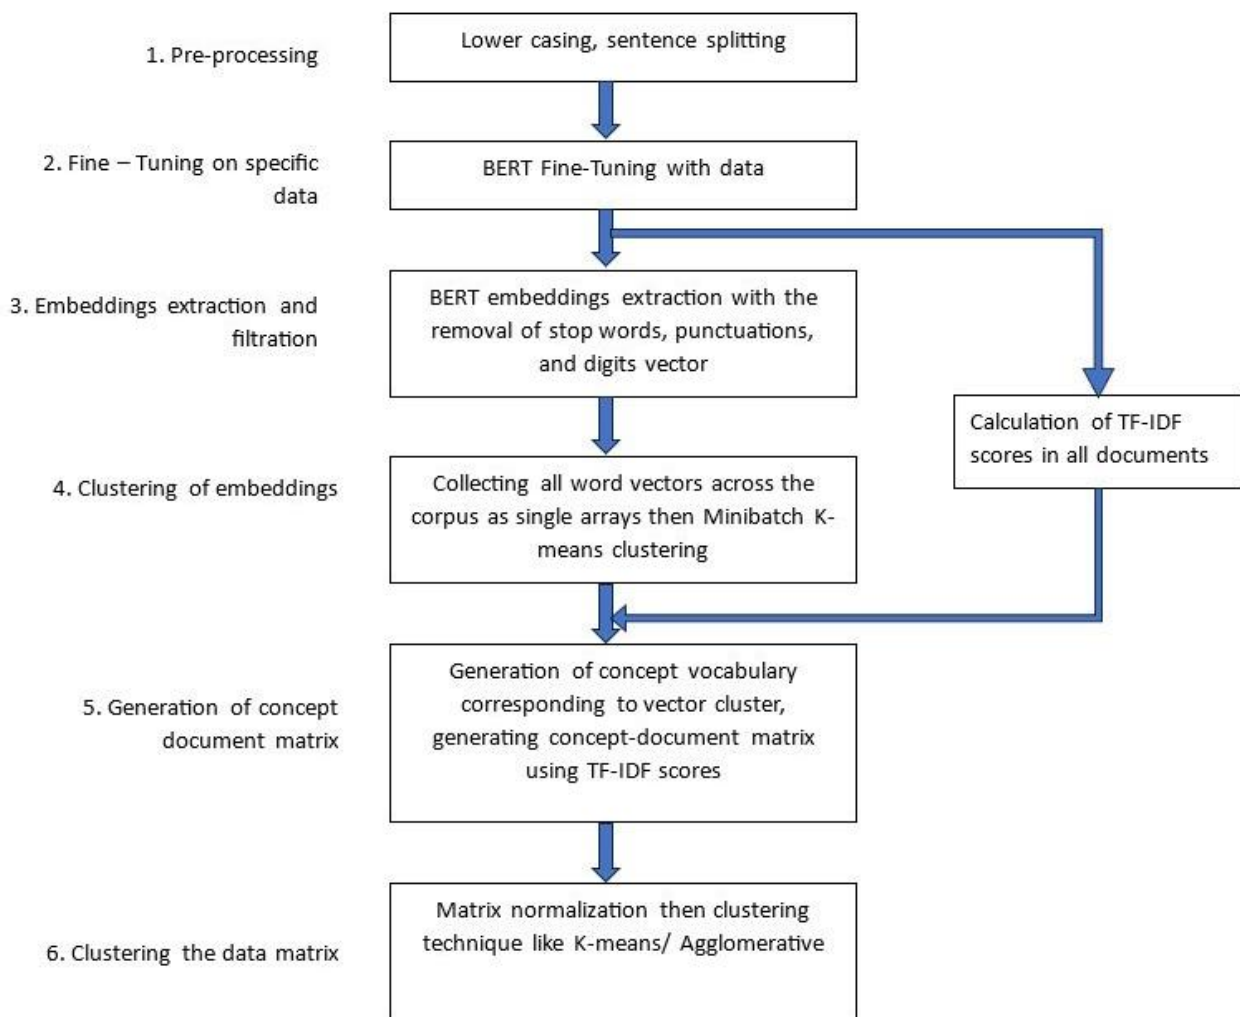 1. Pre-processing
Lower casing, sentence splitting
2. Fine – Tuning on specific
data
BERT Fine-Tuning with data
3. Embeddings extraction and
filtration
BERT embeddings extraction with the
removal of stop words, punctuations,
and digits vector
Calculation of TF-IDF
scores in all documents
4. Clustering of embeddings
Collecting all word vectors across the
corpus as single arrays then Minibatch K-
means clustering
5. Generation of concept
document matrix
Generation of concept vocabulary
corresponding to vector cluster,
generating concept-document matrix
using TF-IDF scores
6. Clustering the data matrix
Matrix normalization then clustering
technique like K-means/ Agglomerative